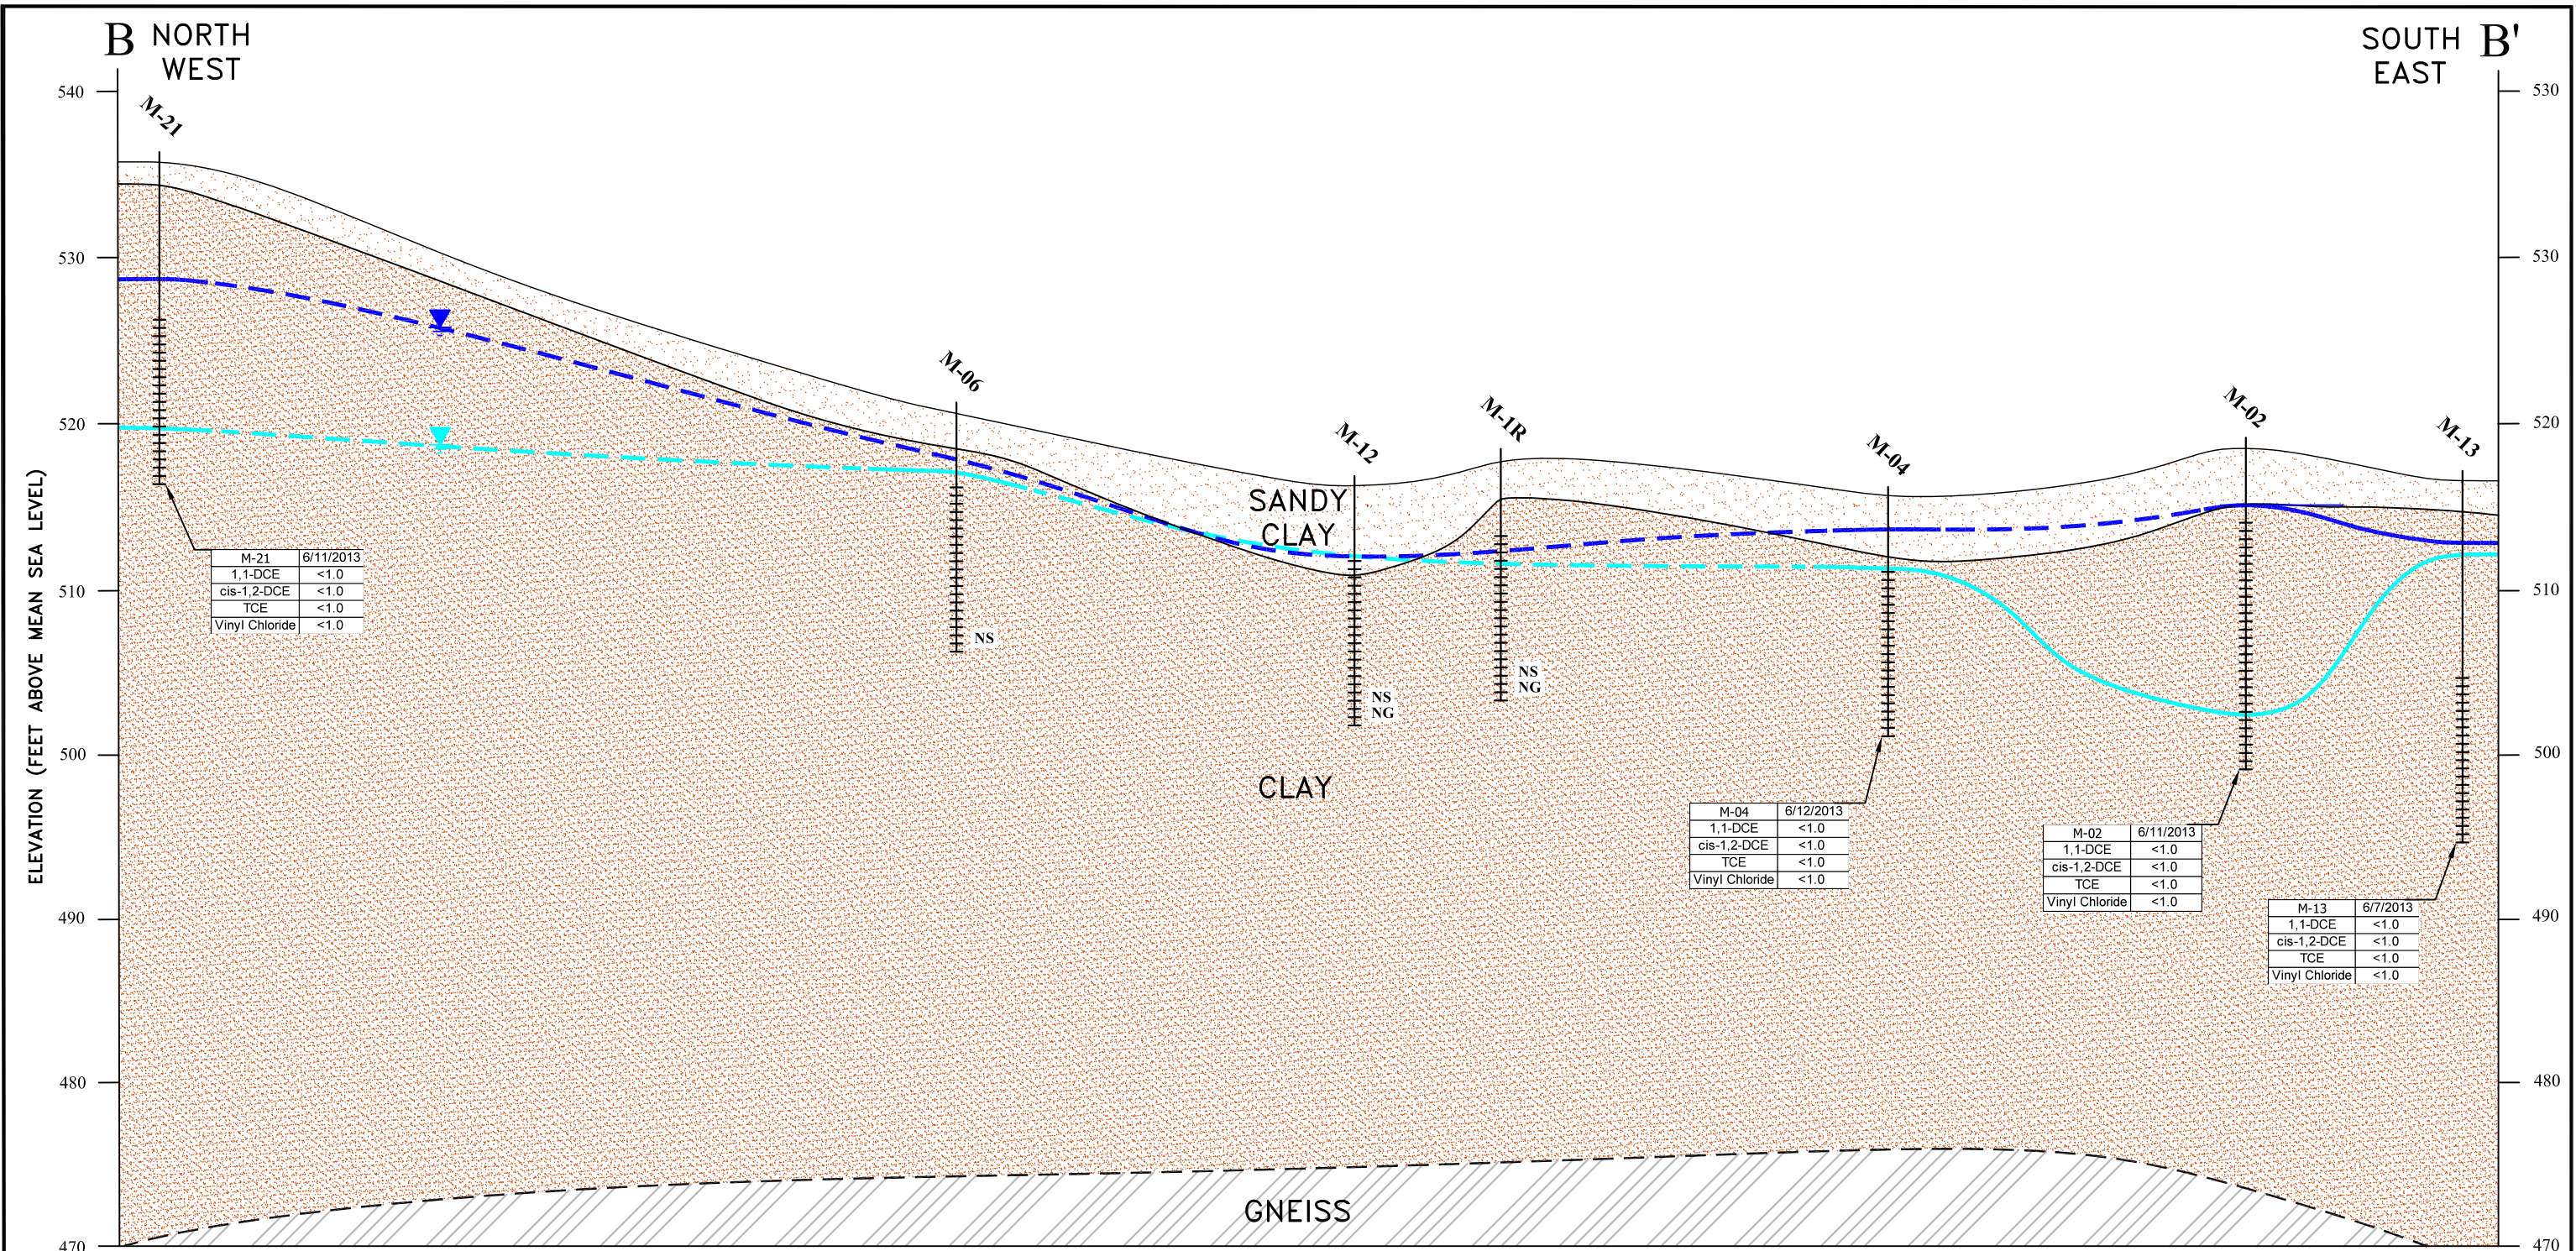 B NORTH WEST
SOUTH EAST B'
540
530
520
510
500
490
480
470
ELEVATION (FEET ABOVE MEAN SEA LEVEL)
M-21
M-06
M-12
M-1R
M-04
M-02
M-13
SANDY
CLAY
CLAY
GNEISS
NS
NS
NG
NS
NG
M-21 6/11/2013
1,1-DCE <1.0
cis-1,2-DCE <1.0
TCE <1.0
Vinyl Chloride <1.0
M-04 6/12/2013
1,1-DCE <1.0
cis-1,2-DCE <1.0
TCE <1.0
Vinyl Chloride <1.0
M-02 6/11/2013
1,1-DCE <1.0
cis-1,2-DCE <1.0
TCE <1.0
Vinyl Chloride <1.0
M-13 6/7/2013
1,1-DCE <1.0
cis-1,2-DCE <1.0
TCE <1.0
Vinyl Chloride <1.0
530
530
520
510
500
490
480
470